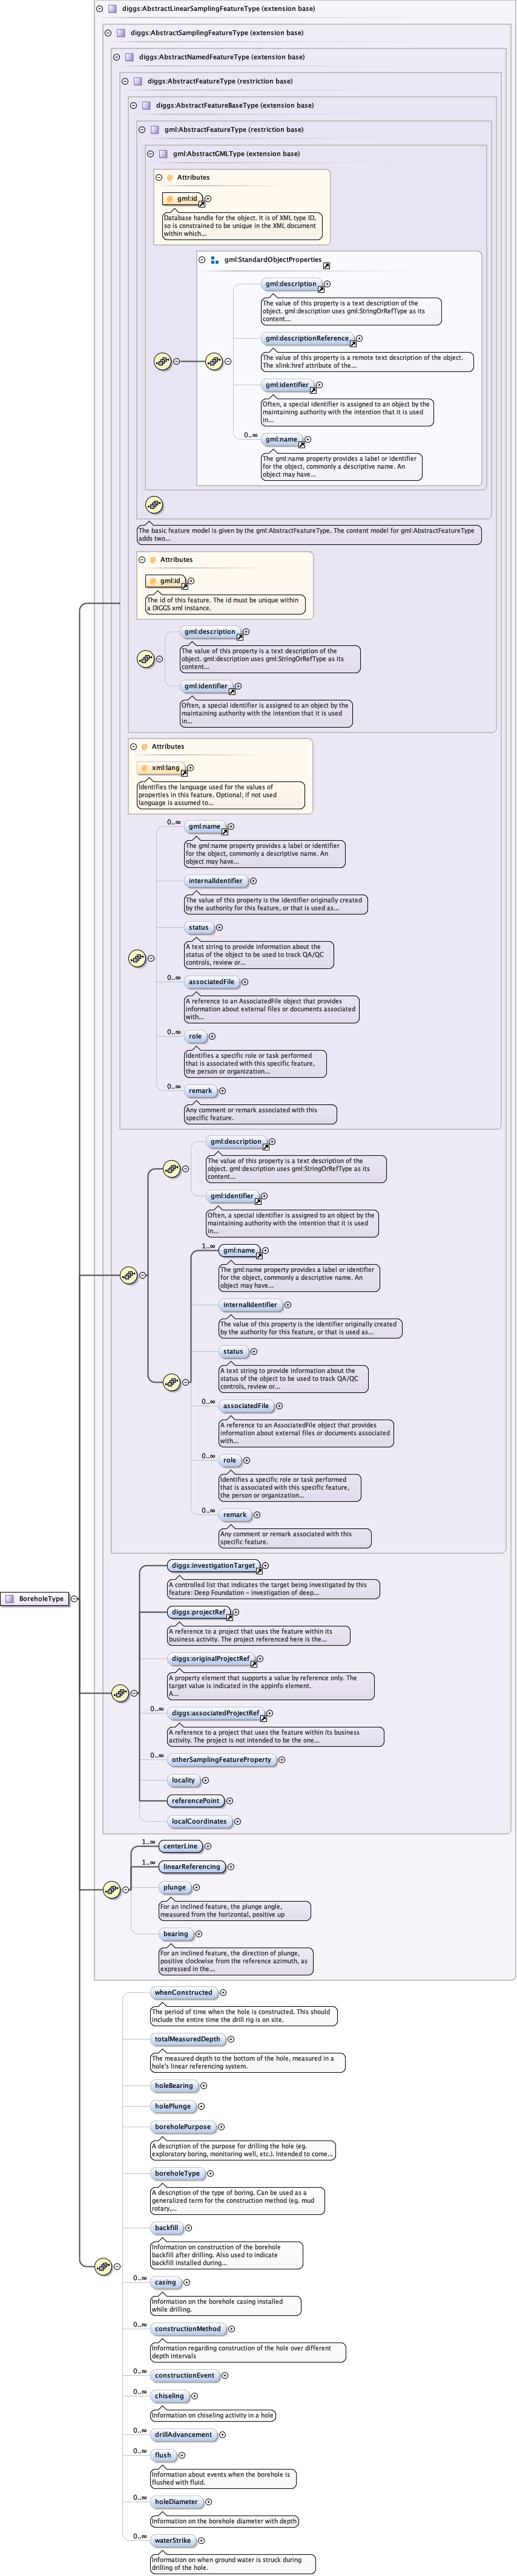 diggs:AbstractLinearSamplingFeatureType (extension base)
diggs:AbstractSamplingFeatureType (extension base)
diggs:AbstractNamedFeatureType (extension base)
diggs:AbstractFeatureType (restriction base)
diggs:AbstractFeatureBaseType (extension base)
gml:AbstractFeatureType (restriction base)
gml:AbstractGMLType (extension base)
Attributes
gml:id
Database handle for the object. It is of XML type ID,
so is constrained to be unique in the XML document
within which...
gml:StandardObjectProperties
gml:description
The value of this property is a text description of the
object. gml:description uses gml:StringOrRefType as its
content...
gml:descriptionReference
The value of this property is a remote text description of the object.
The xlink:href attribute of the...
gml:identifier
Often, a special identifier is assigned to an object by the
maintaining authority with the intention that it is used
in...
0..∞
gml:name
The gml:name property provides a label or identifier
for the object, commonly a descriptive name. An
object may have...
The basic feature model is given by the gml:AbstractFeatureType. The content model for gml:AbstractFeatureType
adds two...
Attributes
gml:id
The id of this feature. The id must be unique within
a DIGGS xml instance.
gml:description
The value of this property is a text description of the
object. gml:description uses gml:StringOrRefType as its
content...
gml:identifier
Often, a special identifier is assigned to an object by the
maintaining authority with the intention that it is used
in...
Attributes
xml:lang
Identifies the language used for the values of
properties in this feature. Optional; if not used
language is assumed to...
0..∞
gml:name
The gml:name property provides a label or identifier
for the object, commonly a descriptive name. An
object may have...
internalIdentifier
The value of this property is the identifier originally created
by the authority for this feature, or that is used as...
status
A text string to provide information about the
status of the object to be used to track QA/QC
controls, review or...
0..∞
associatedFile
A reference to an AssociatedFile object that provides
information about external files or documents associated
with...
0..∞
role
Identifies a specific role or task performed
that is associated with this specific feature,
the person or organization...
0..∞
remark
Any comment or remark associated with this
specific feature.
gml:description
The value of this property is a text description of the
object. gml:description uses gml:StringOrRefType as its
content...
gml:identifier
Often, a special identifier is assigned to an object by the
maintaining authority with the intention that it is used
in...
1..∞
gml:name
The gml:name property provides a label or identifier
for the object, commonly a descriptive name. An
object may have...
internalIdentifier
The value of this property is the identifier originally created
by the authority for this feature, or that is used as...
status
A text string to provide information about the
status of the object to be used to track QA/QC
controls, review or...
0..∞
associatedFile
A reference to an AssociatedFile object that provides
information about external files or documents associated
with...
0..∞
role
Identifies a specific role or task performed
that is associated with this specific feature,
the person or organization...
0..∞
remark
Any comment or remark associated with this
specific feature.
BoreholeType
diggs:investigationTarget
A controlled list that indicates the target being investigated by this
feature: Deep Foundation – investigation of deep...
diggs:projectRef
A reference to a project that uses the feature within its
business activity. The project referenced here is the...
diggs:originalProjectRef
A property element that supports a value by reference only. The
target value is indicated in the appinfo element.
A...
0..∞
diggs:associatedProjectRef
A reference to a project that uses the feature within its business
activity. The project is not intended to be the one...
0..∞
otherSamplingFeatureProperty
locality
referencePoint
localCoordinates
1..∞
centerLine
1..∞
linearReferencing
plunge
For an inclined feature, the plunge angle,
measured from the horizontal, positive up
bearing
For an inclined feature, the direction of plunge,
positive clockwise from the reference azimuth, as
expressed in the...
whenConstructed
The period of time when the hole is constructed. This should
include the entire time the drill rig is on site.
totalMeasuredDepth
The measured depth to the bottom of the hole, measured in a
hole's linear referencing system.
holeBearing
holePlunge
boreholePurpose
A description of the purpose for drilling the hole (eg.
exploratory boring, monitoring well, etc.). Intended to come...
boreholeType
A description of the type of boring. Can be used as a
generalized term for the construction method (eg. mud
rotary,...
backfill
Information on construction of the borehole
backfill after drilling. Also used to indicate
backfill installed during...
0..∞
casing
Information on the borehole casing installed
while drilling.
0..∞
constructionMethod
Information regarding construction of the hole over different
depth intervals
0..∞
constructionEvent
0..∞
chiseling
Information on chiseling activity in a hole
0..∞
drillAdvancement
0..∞
flush
Information about events when the borehole is
flushed with fluid.
0..∞
holeDiameter
Information on the borehole diameter with depth
0..∞
waterStrike
Information on when ground water is struck during
drilling of the hole.